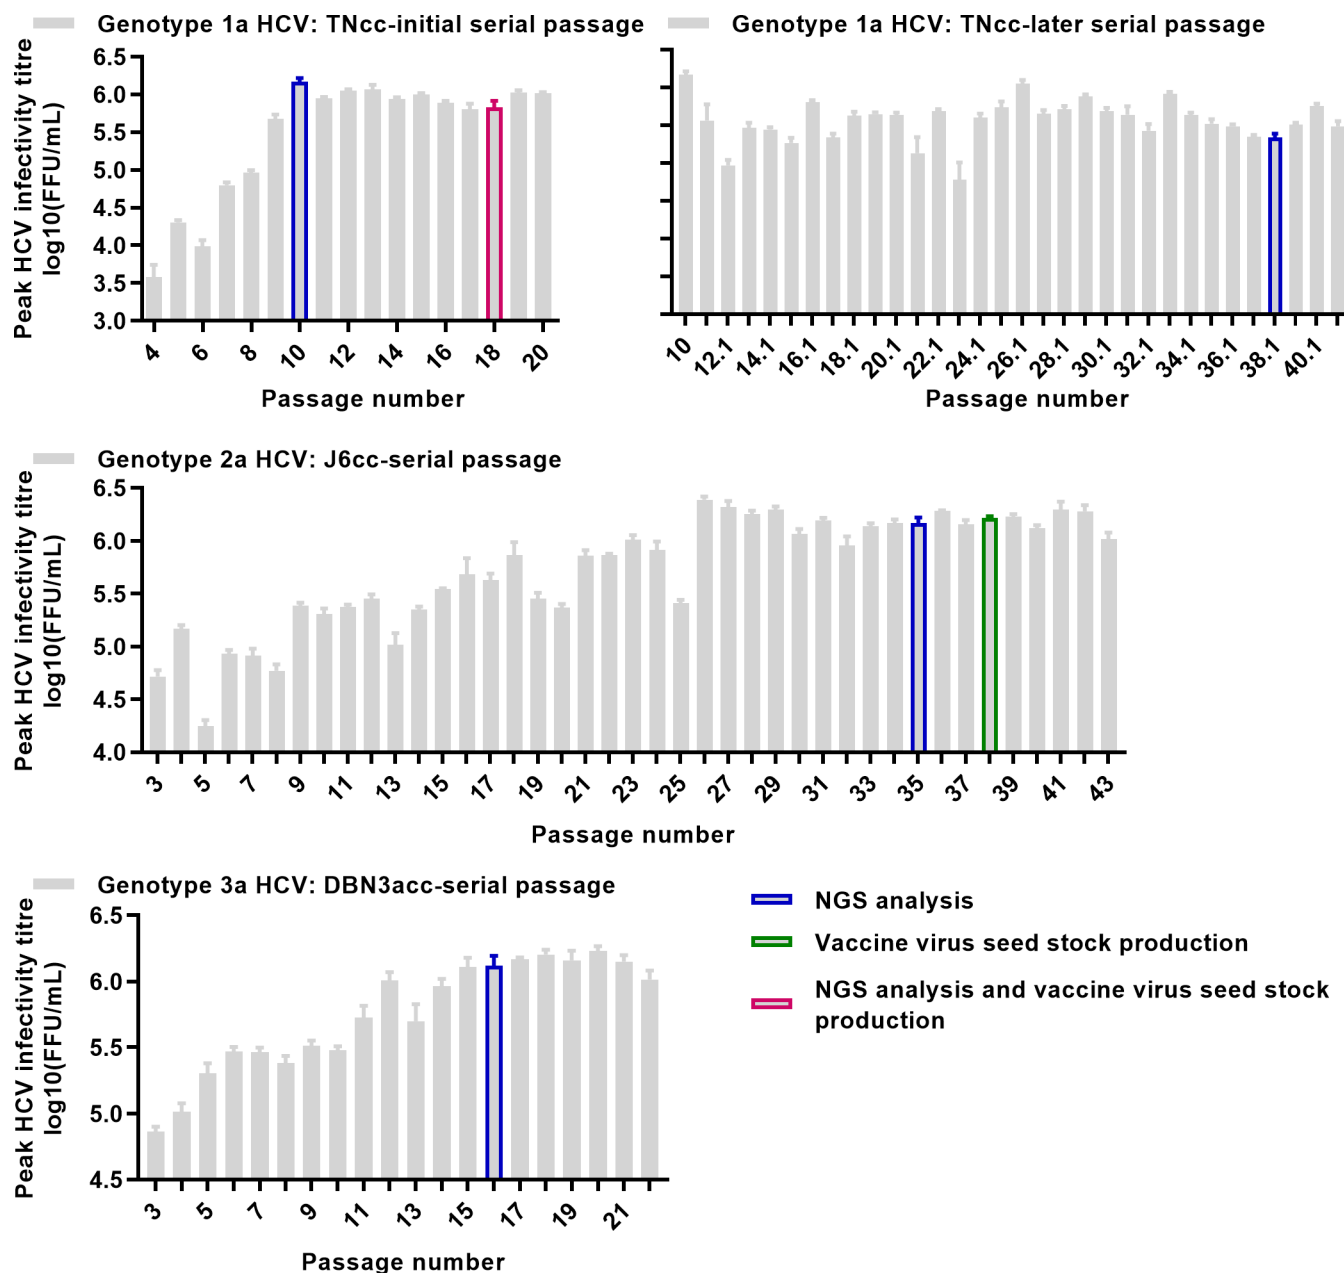 Genotype 1a HCV: TNcc-initial serial passage
Peak HCV infectivity titre
log10(FFU/mL)
6.5
6.0
5.5
5.0
4.5
4.0
3.5
3.0
4 6 8 10 12 14 16 18 20
Passage number
Genotype 1a HCV: TNcc-later serial passage
10 12.1 14.1 16.1 18.1 20.1 22.1 24.1 26.1 28.1 30.1 32.1 34.1 36.1 38.1 40.1
Passage number
Genotype 2a HCV: J6cc-serial passage
Peak HCV infectivity titre
log10(FFU/mL)
6.5
6.0
5.5
5.0
4.5
4.0
3 5 7 9 11 13 15 17 19 21 23 25 27 29 31 33 35 37 39 41 43
Passage number
Genotype 3a HCV: DBN3acc-serial passage
Peak HCV infectivity titre
log10(FFU/mL)
6.5
6.0
5.5
5.0
4.5
3 5 7 9 11 13 15 17 19 21
Passage number
NGS analysis
Vaccine virus seed stock production
NGS analysis and vaccine virus seed stock
production